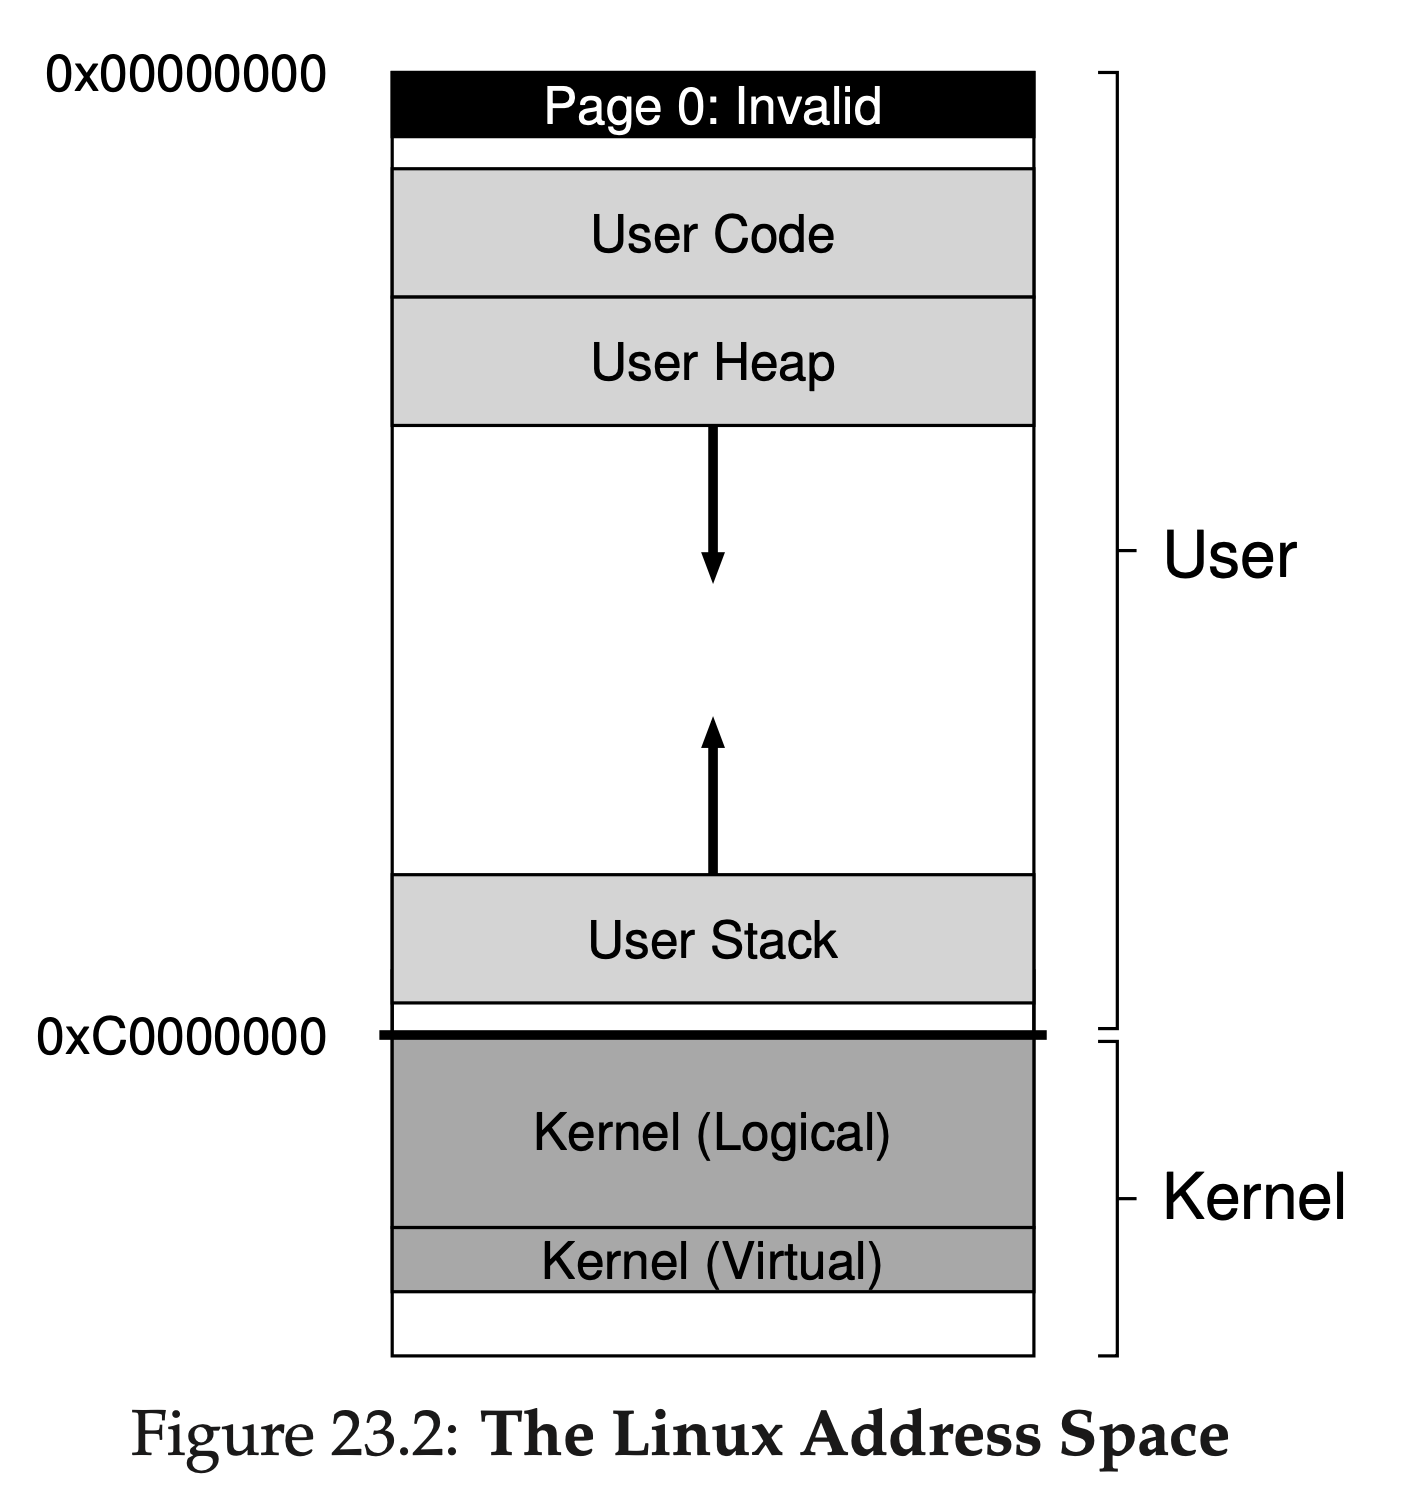 0x00000000
Page 0: Invalid
User Code
User Heap
User
User Stack
0xC0000000
Kernel (Logical)
Kernel
Kernel (Virtual)
Figure 23.2: The Linux Address Space